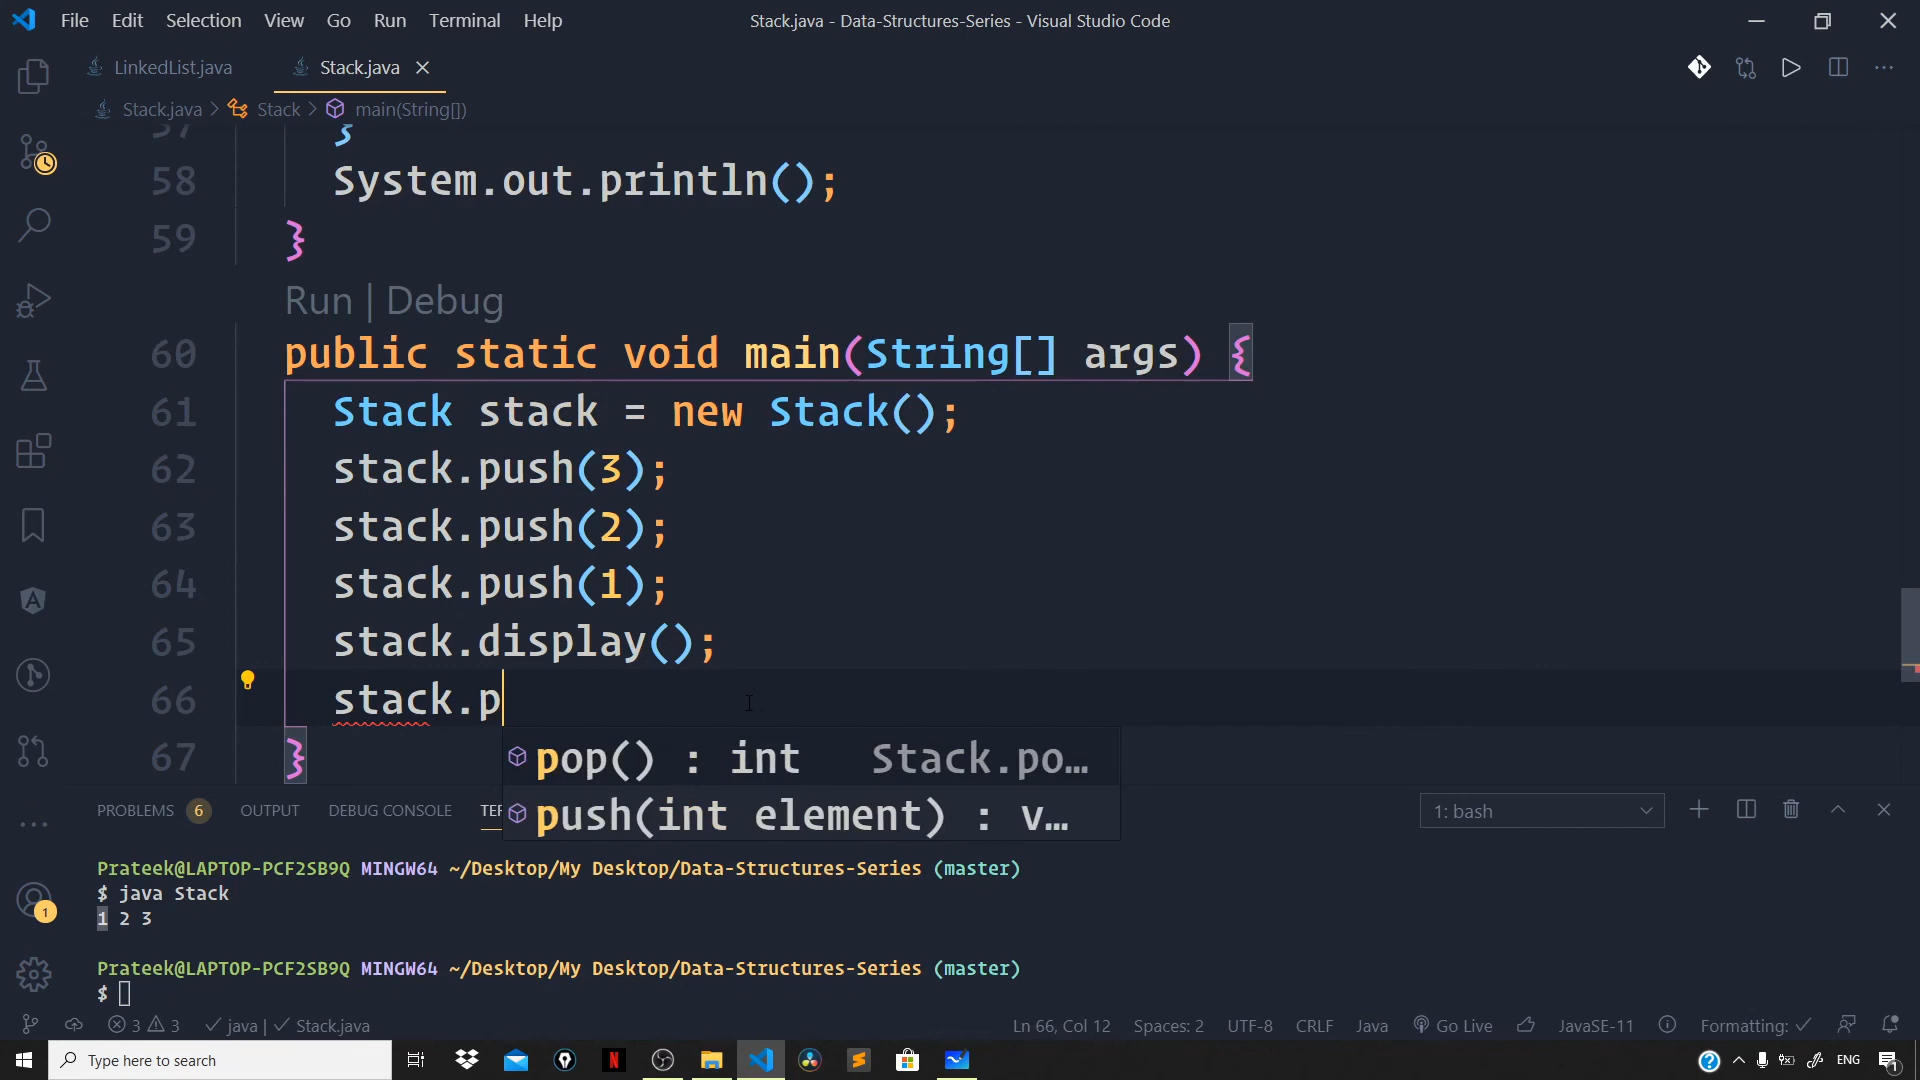 File Edit Selection View Go Run Terminal Help
Stack.java - Data-Structures-Series - Visual Studio Code
LinkedList.java
Stack.java
Stack.java > Stack > main(String[])
57 }
58 System.out.println();
59 }
Run | Debug
60 public static void main(String[] args) {
61 Stack stack = new Stack();
62 stack.push(3);
63 stack.push(2);
64 stack.push(1);
65 stack.display();
66 stack.p
67 }
pop() : int Stack.po…
push(int element) : v…
PROBLEMS 6 OUTPUT DEBUG CONSOLE TER
1: bash
Prateek@LAPTOP-PCF2SB9Q MINGW64 ~/Desktop/My Desktop/Data-Structures-Series (master)
$ java Stack
1 2 3
Prateek@LAPTOP-PCF2SB9Q MINGW64 ~/Desktop/My Desktop/Data-Structures-Series (master)
$
1
3 3 java | Stack.java
Ln 66, Col 12 Spaces: 2 UTF-8 CRLF Java Go Live JavaSE-11 Formatting:
Type here to search
ENG
1